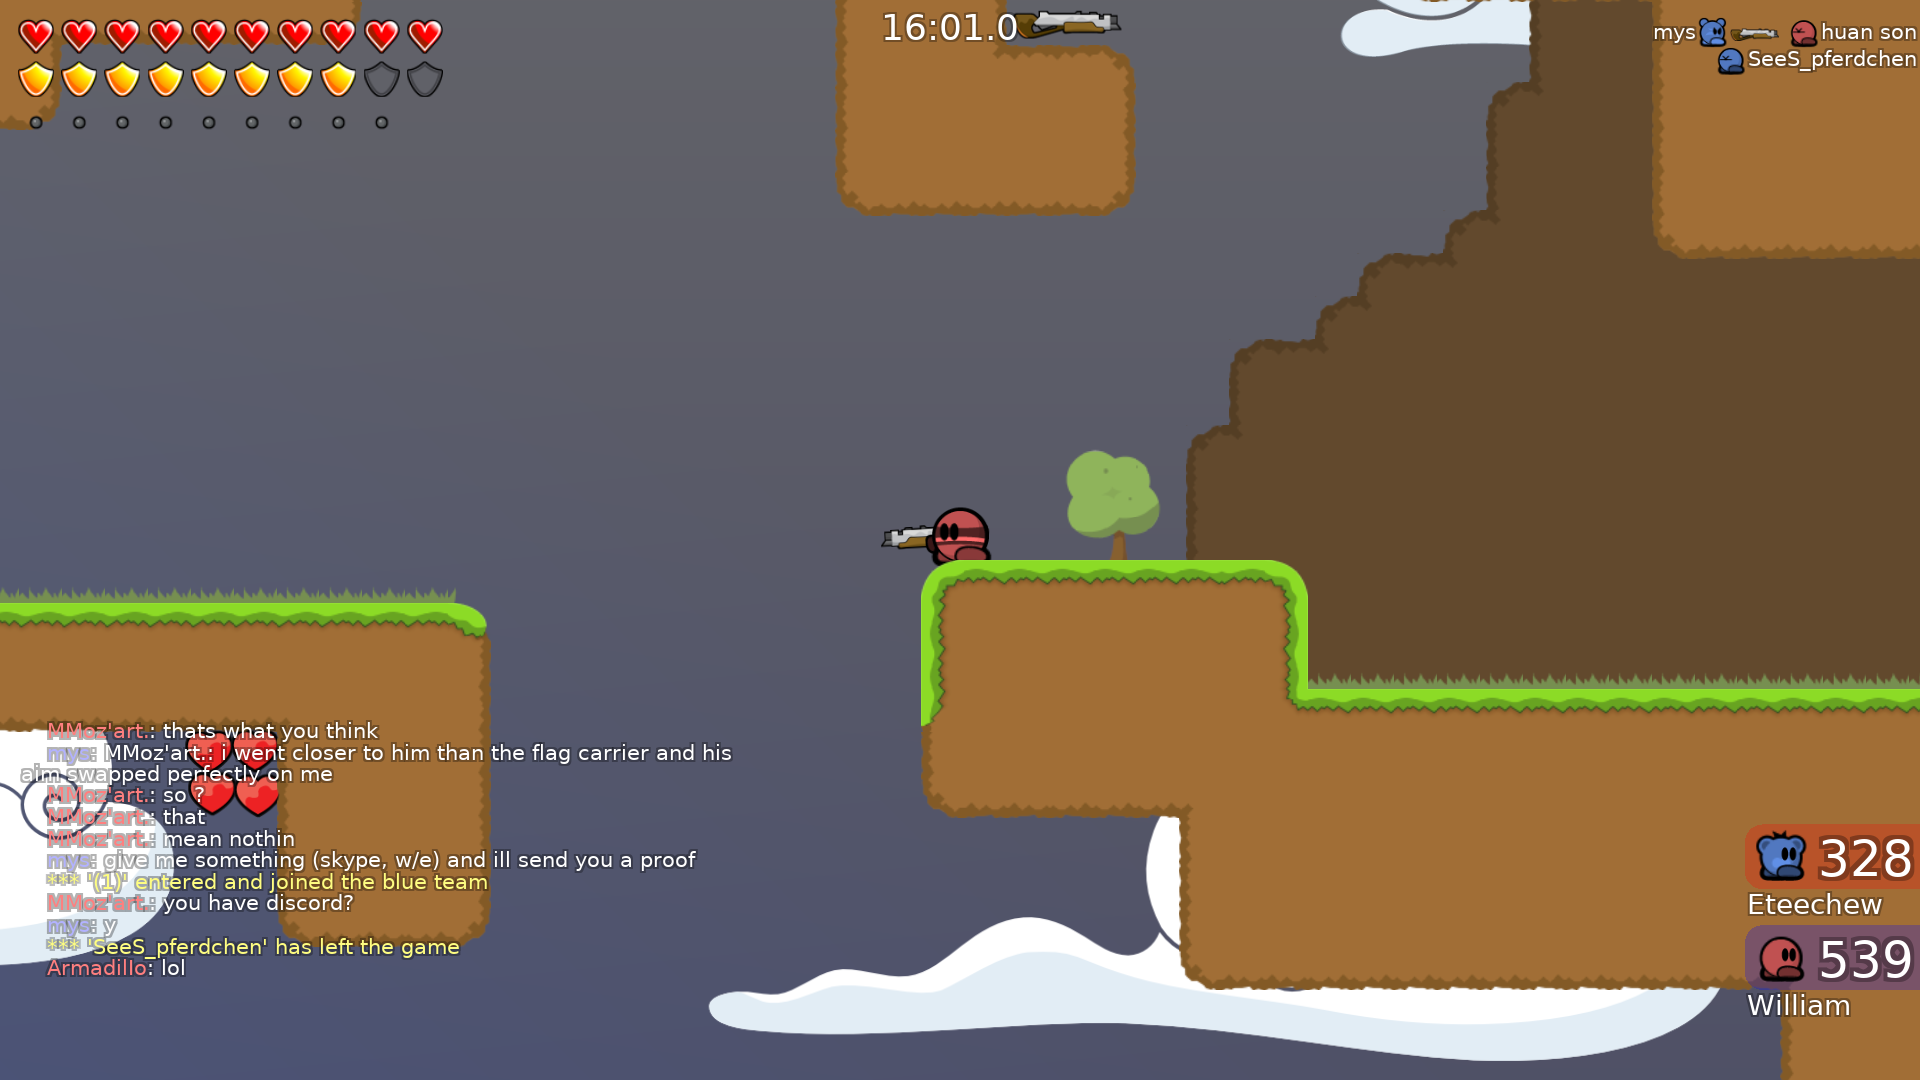 16:01.0
mys huan son
SeeS_pferdchen
MMoz'art.: thats what you think
mys: MMoz'art.: i went closer to him than the flag carrier and his
aim swapped perfectly on me
MMoz'art.: so ?
MMoz'art.: that
MMoz'art.: mean nothin
mys: give me something (skype, w/e) and ill send you a proof
*** '(1)' entered and joined the blue team
MMoz'art.: you have discord?
mys: y
*** 'SeeS_pferdchen' has left the game
Armadillo: lol
328
Eteechew
539
William